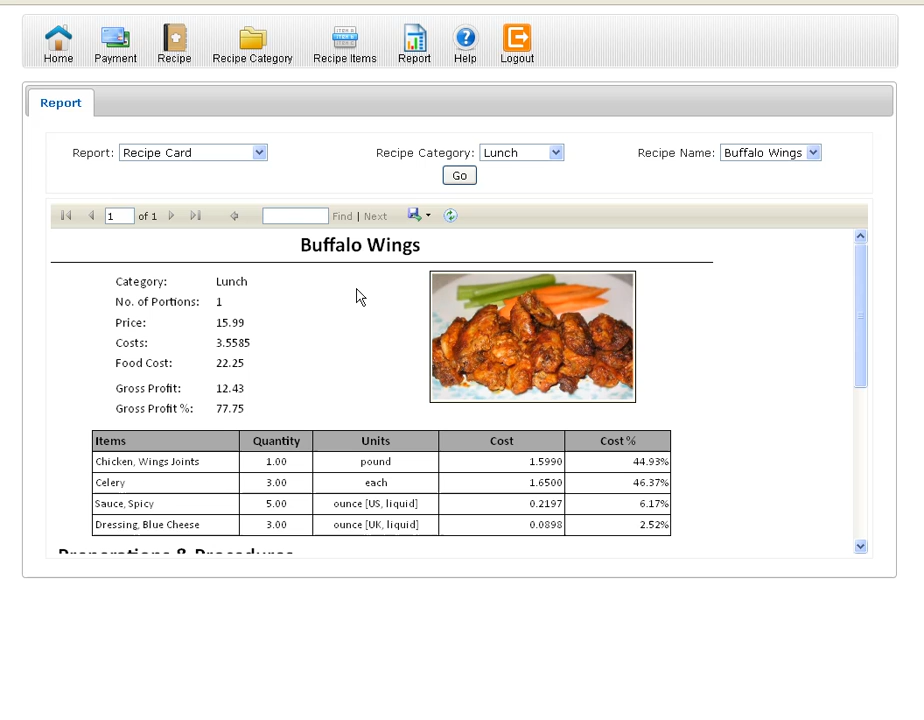 Home Payment Recipe Recipe Category Recipe Items Report Help Logout
Report
Report: Recipe Card Recipe Category: Lunch Recipe Name: Buffalo Wings
Go
1 of 1 Find | Next
Buffalo Wings
Category: Lunch
No. of Portions: 1
Price: 15.99
Costs: 3.5585
Food Cost: 22.25
Gross Profit: 12.43
Gross Profit %: 77.75
Items Quantity Units Cost Cost %
Chicken, Wings Joints 1.00 pound 1.5990 44.93%
Celery 3.00 each 1.6500 46.37%
Sauce, Spicy 5.00 ounce [US, liquid] 0.2197 6.17%
Dressing, Blue Cheese 3.00 ounce [UK, liquid] 0.0898 2.52%
Preparations & Procedures